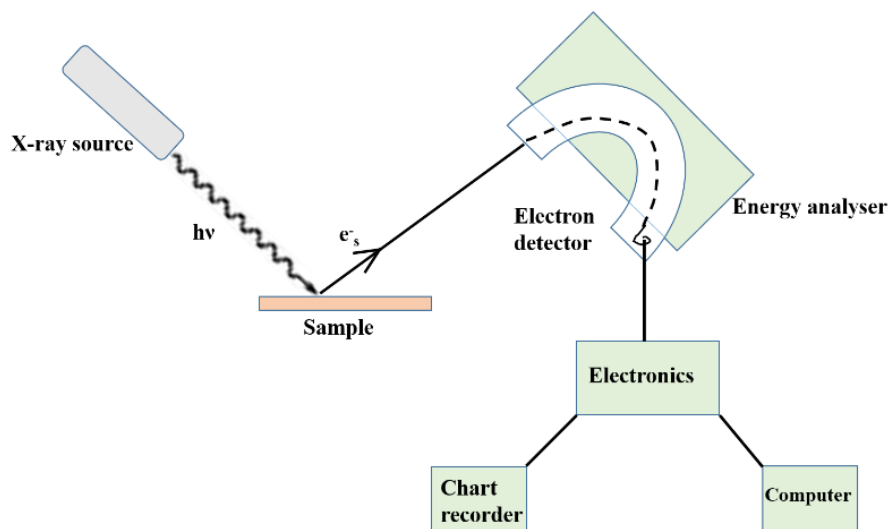 X-ray source
hν
e⁻s
Sample
Electron
detector
Energy analyser
Electronics
Chart
recorder
Computer